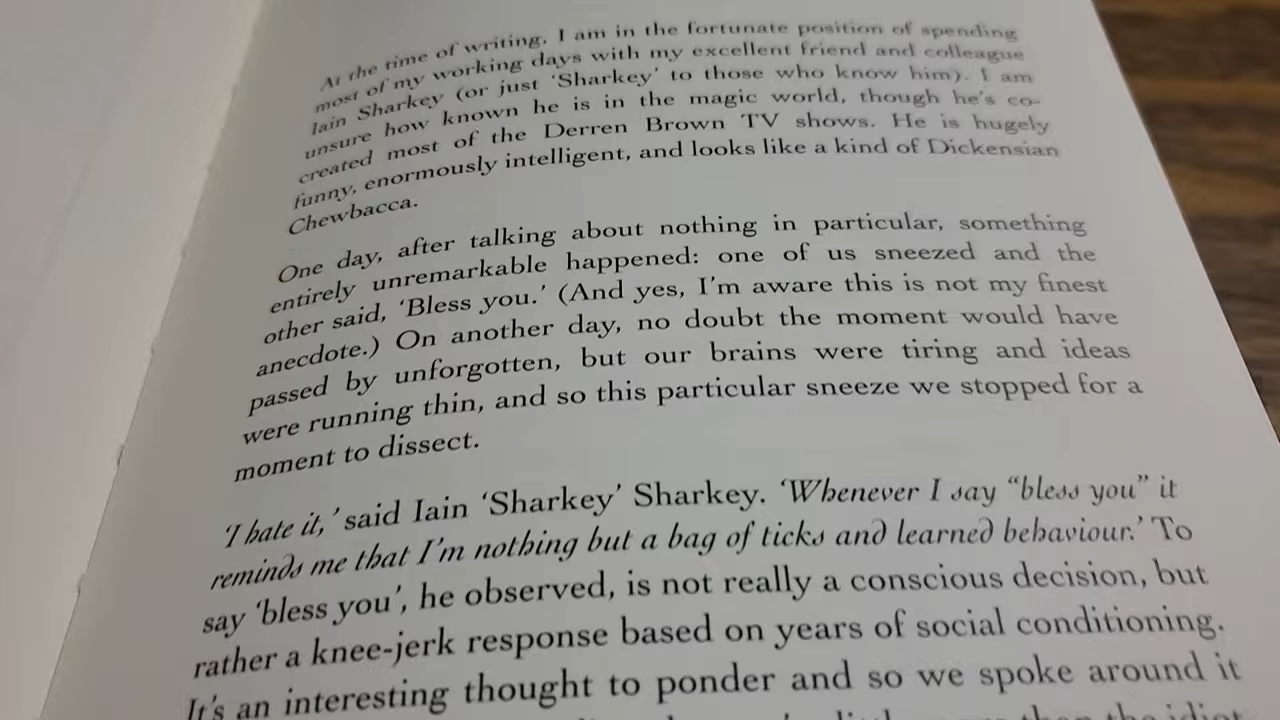 At the time of writing, I am in the fortunate position of spending
most of my working days with my excellent friend and colleague
Iain Sharkey (or just ‘Sharkey’ to those who know him). I am
unsure how known he is in the magic world, though he’s co-
created most of the Derren Brown TV shows. He is hugely
funny, enormously intelligent, and looks like a kind of Dickensian
Chewbacca.
One day, after talking about nothing in particular, something
entirely unremarkable happened: one of us sneezed and the
other said, ‘Bless you.’ (And yes, I’m aware this is not my finest
anecdote.) On another day, no doubt the moment would have
passed by unforgotten, but our brains were tiring and ideas
were running thin, and so this particular sneeze we stopped for a
moment to dissect.
‘I hate it,’ said Iain ‘Sharkey’ Sharkey. ‘Whenever I say “bless you” it
reminds me that I’m nothing but a bag of ticks and learned behaviour.’ To
say ‘bless you’, he observed, is not really a conscious decision, but
rather a knee-jerk response based on years of social conditioning.
It’s an interesting thought to ponder and so we spoke around it
than the idiot